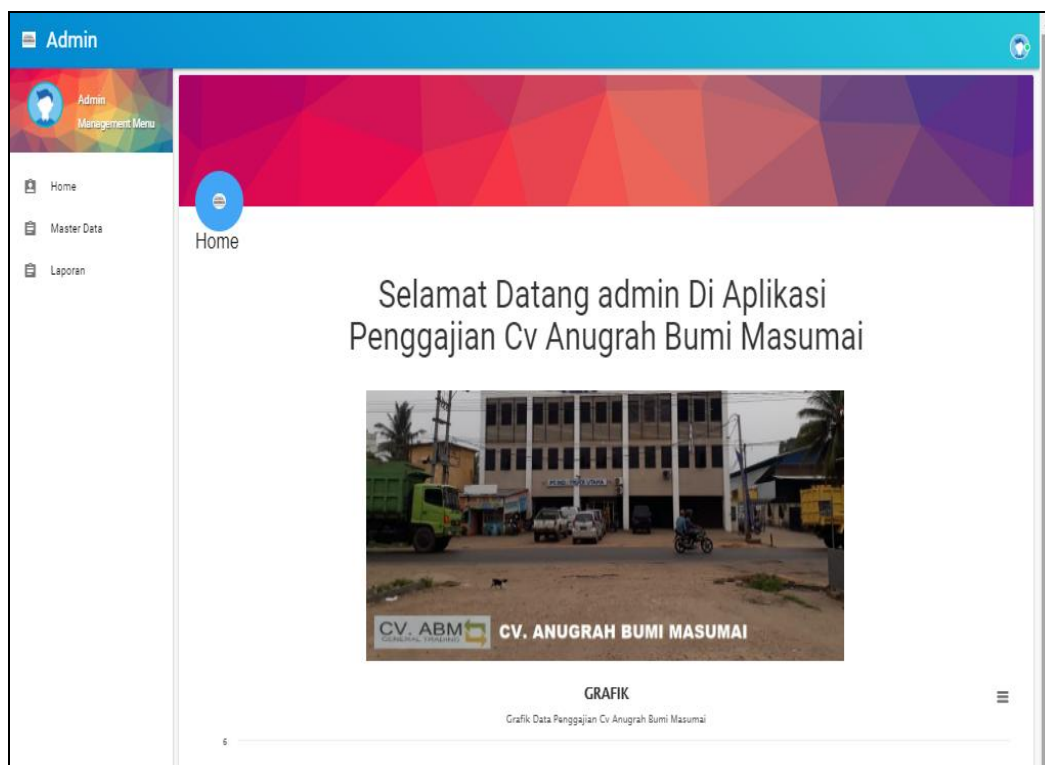 Admin
Admin
Management Menu
Home
Master Data
Laporan
Home
Selamat Datang admin Di Aplikasi
Penggajian Cv Anugrah Bumi Masumai
CV. ABM
GENERAL TRADING
CV. ANUGRAH BUMI MASUMAI
GRAFIK
Grafik Data Penggajian Cv Anugrah Bumi Masumai
6